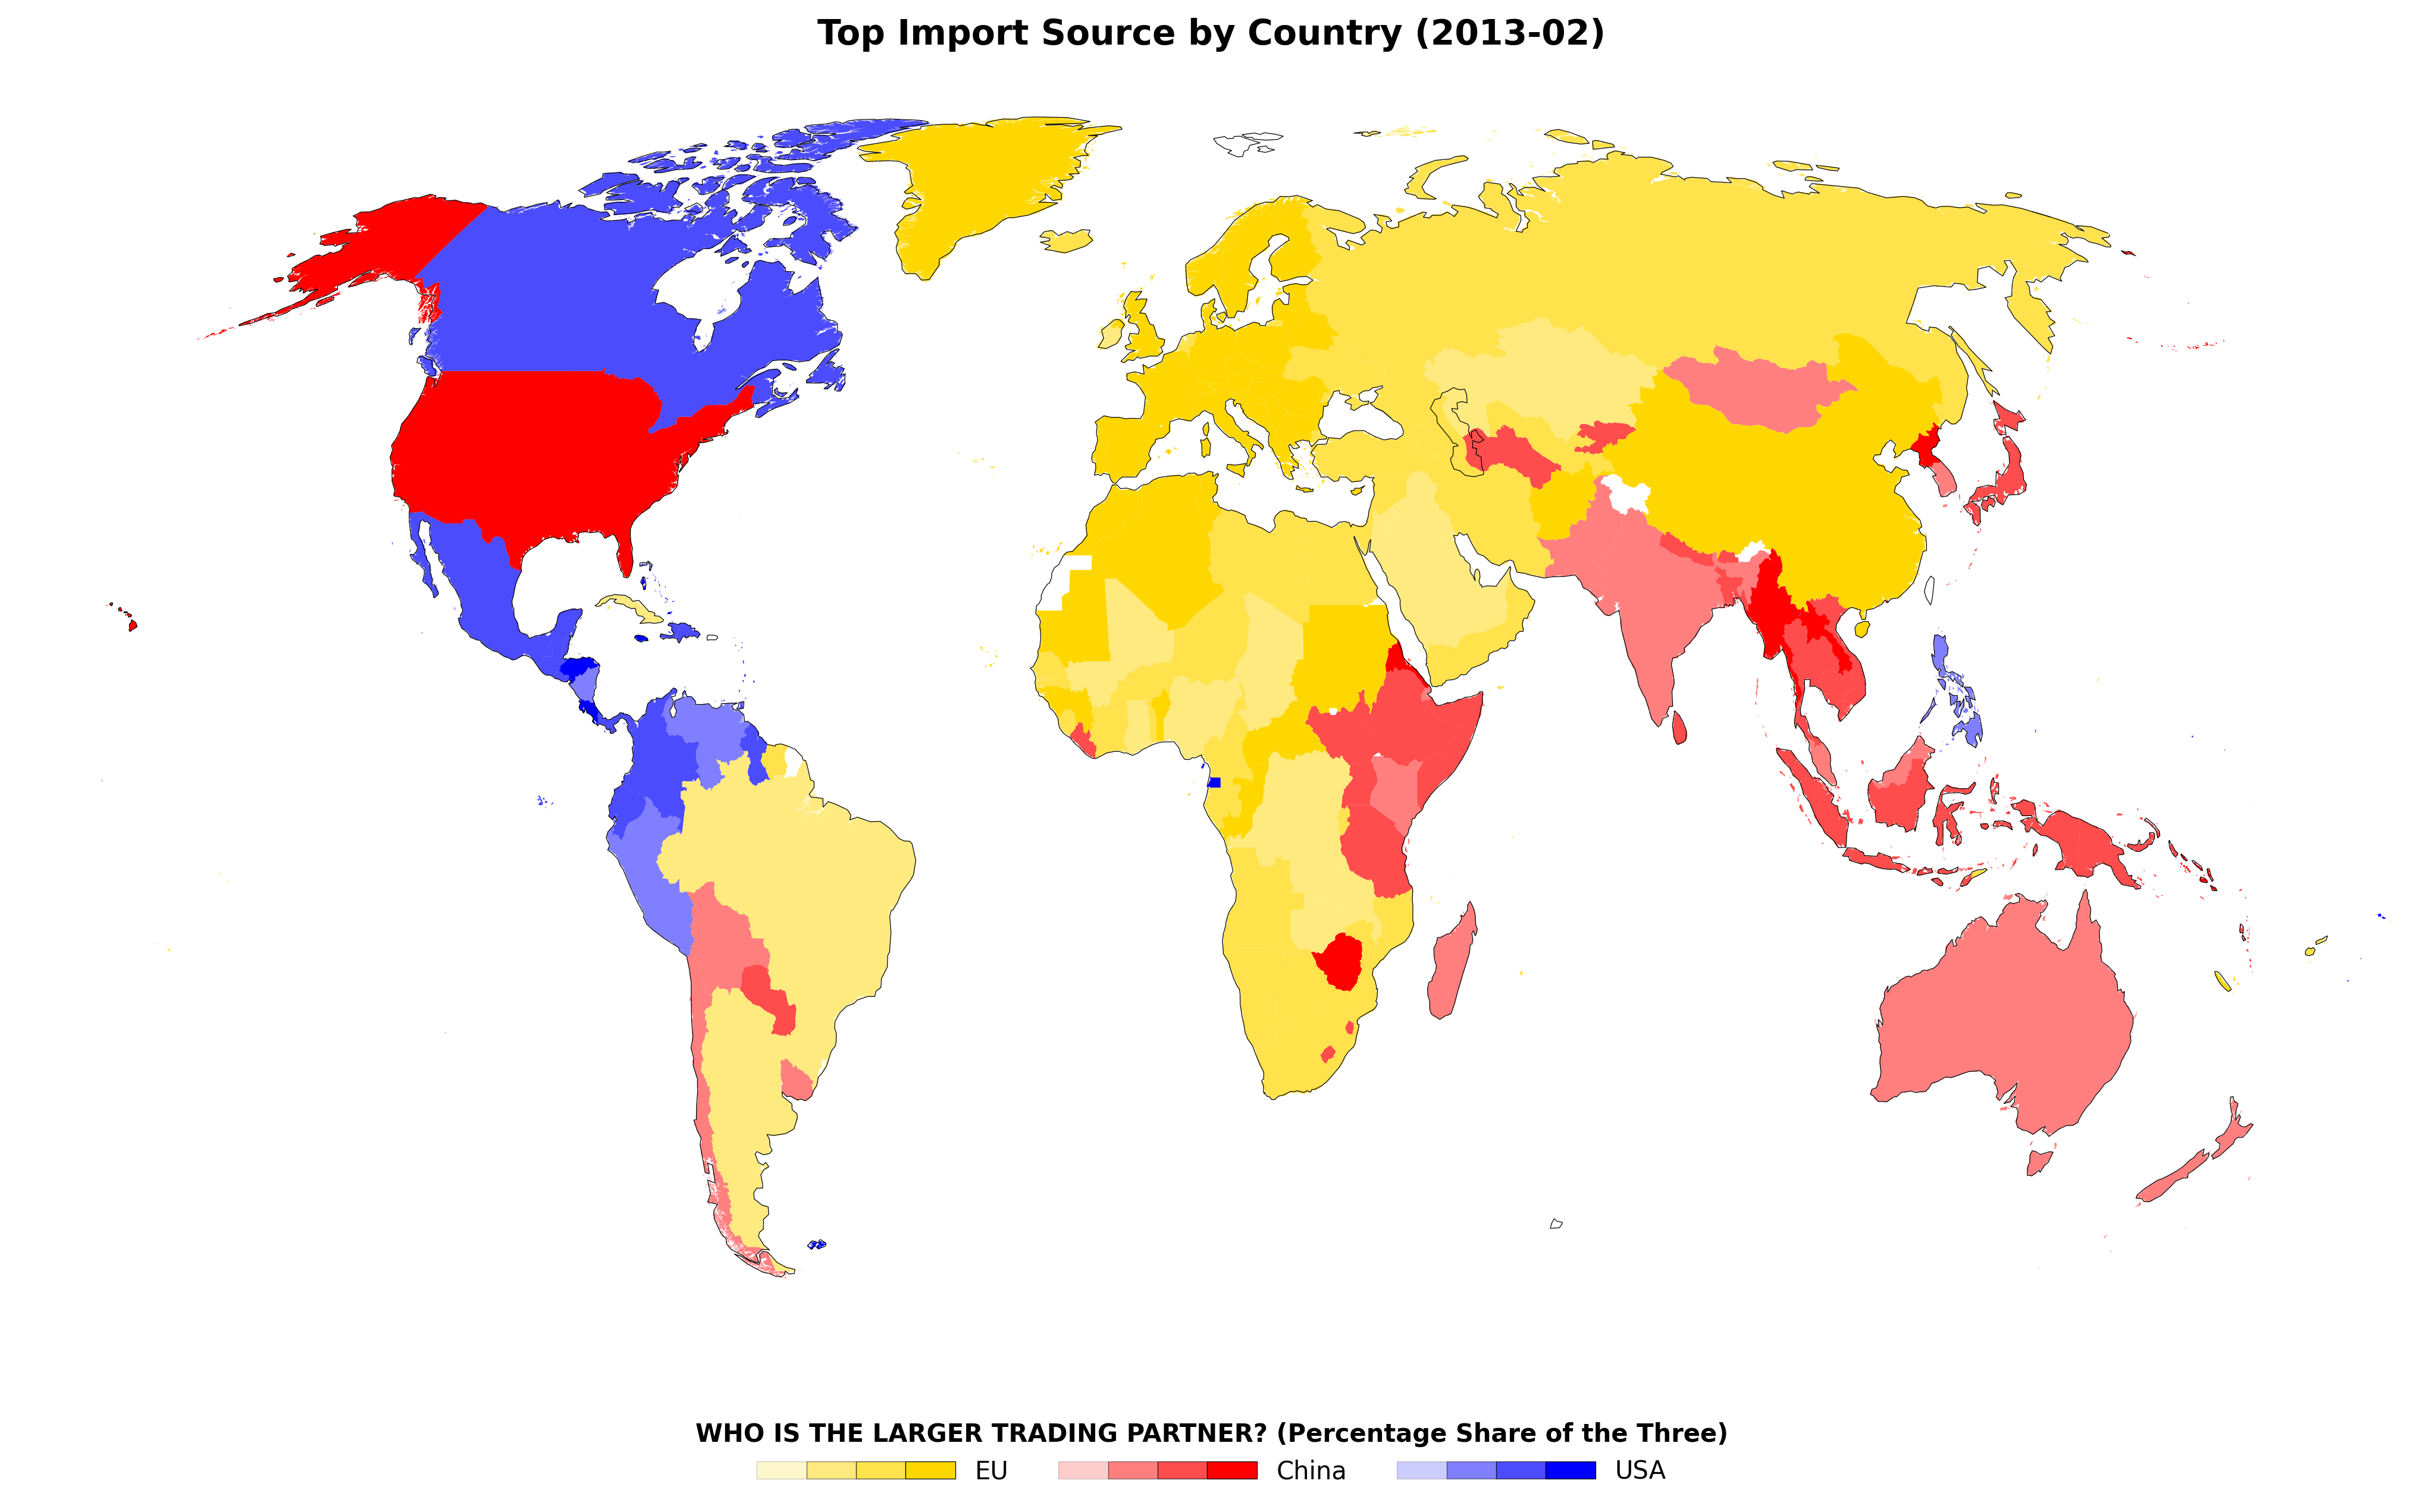 Top Import Source by Country (2013-02)
WHO IS THE LARGER TRADING PARTNER? (Percentage Share of the Three)
EU China USA